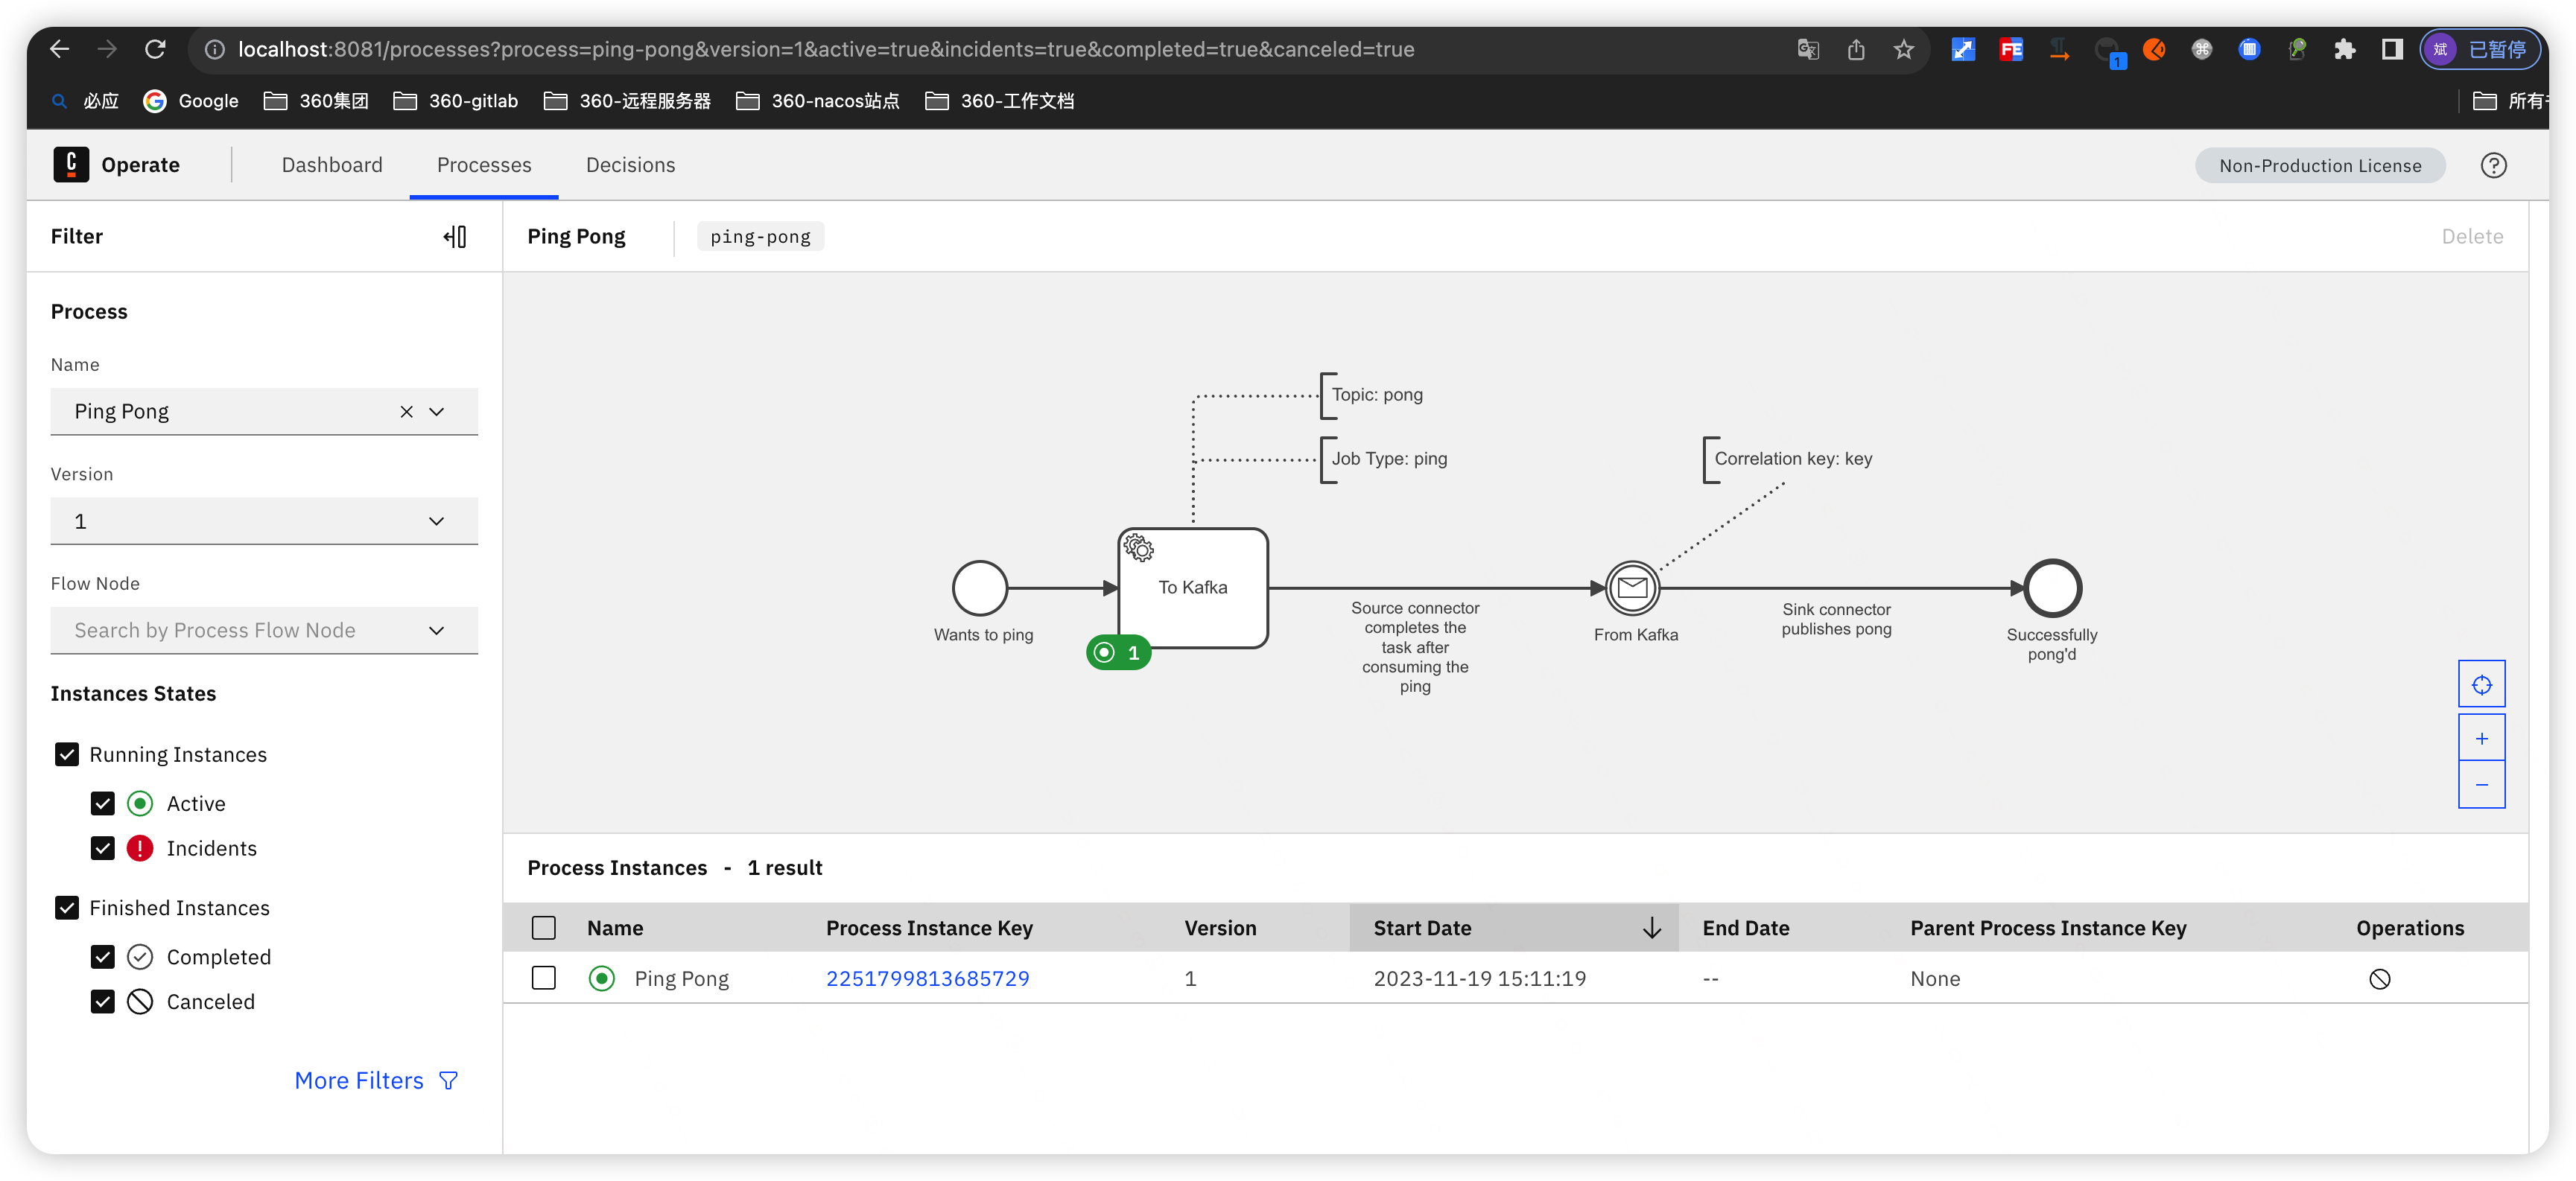 localhost:8081/processes?process=ping-pong&version=1&active=true&incidents=true&completed=true&canceled=true
FE
1
斌
已暂停
必应
Google
360集团
360-gitlab
360-远程服务器
360-nacos站点
360-工作文档
所有
C
Operate
Dashboard
Processes
Decisions
Non-Production License
Filter
Ping Pong
ping-pong
Delete
Process
Name
Ping Pong
Version
1
Flow Node
Search by Process Flow Node
Instances States
Running Instances
Active
Incidents
Finished Instances
Completed
Canceled
More Filters
Topic: pong
Job Type: ping
Correlation key: key
To Kafka
Wants to ping
1
Source connector
completes the
task after
consuming the
ping
From Kafka
Sink connector
publishes pong
Successfully
pong'd
Process Instances - 1 result
Name Process Instance Key Version Start Date End Date Parent Process Instance Key Operations
Ping Pong 2251799813685729 1 2023-11-19 15:11:19 -- None